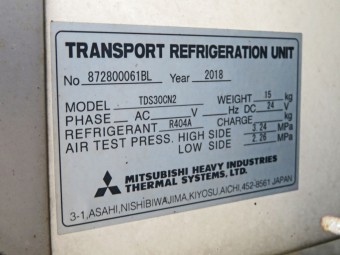 TRANSPORT REFRIGERATION UNIT
No. 872800061BL Year 2018
MODEL TDS30CN2 WEIGHT 15 kg
PHASE - AC - V - Hz DC 24 V
REFRIGERANT R404A CHARGE - kg
AIR TEST PRESS. HIGH SIDE 3.24 MPa
LOW SIDE 2.26 MPa
MITSUBISHI HEAVY INDUSTRIES
THERMAL SYSTEMS, LTD.
3-1,ASAHI,NISHIBIWAJIMA,KIYOSU,AICHI,452-8561 JAPAN